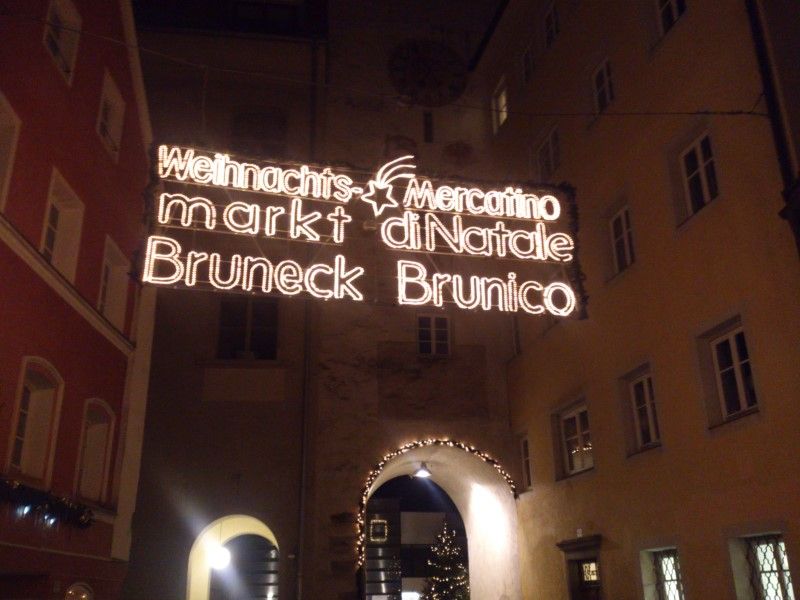 Weihnachts-
markt
Bruneck
Mercatino
di Natale
Brunico